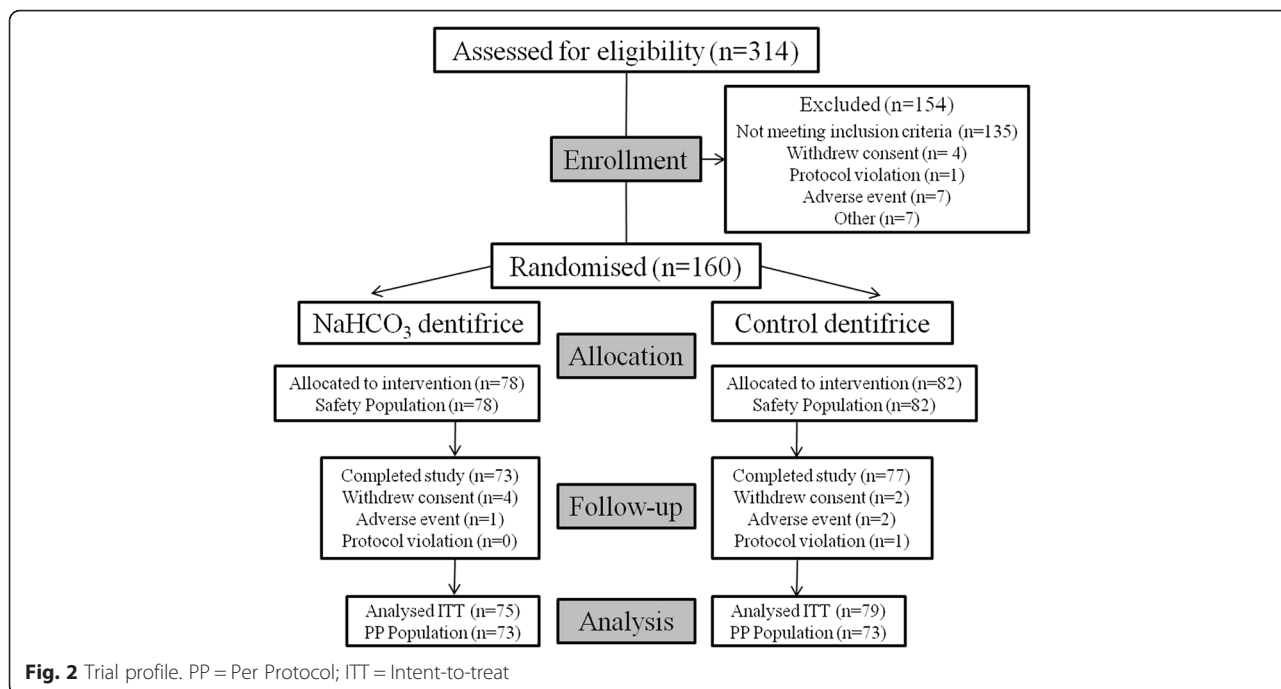 Assessed for eligibility (n=314)
Excluded (n=154)
Not meeting inclusion criteria (n=135)
Withdrew consent (n= 4)
Protocol violation (n=1)
Adverse event (n=7)
Other (n=7)
Enrollment
Randomised (n=160)
NaHCO₃ dentifrice
Control dentifrice
Allocation
Allocated to intervention (n=78)
Safety Population (n=78)
Allocated to intervention (n=82)
Safety Population (n=82)
Completed study (n=73)
Withdrew consent (n=4)
Adverse event (n=1)
Protocol violation (n=0)
Follow-up
Completed study (n=77)
Withdrew consent (n=2)
Adverse event (n=2)
Protocol violation (n=1)
Analysed ITT (n=75)
PP Population (n=73)
Analysis
Analysed ITT (n=79)
PP Population (n=73)
Fig. 2 Trial profile. PP = Per Protocol; ITT = Intent-to-treat